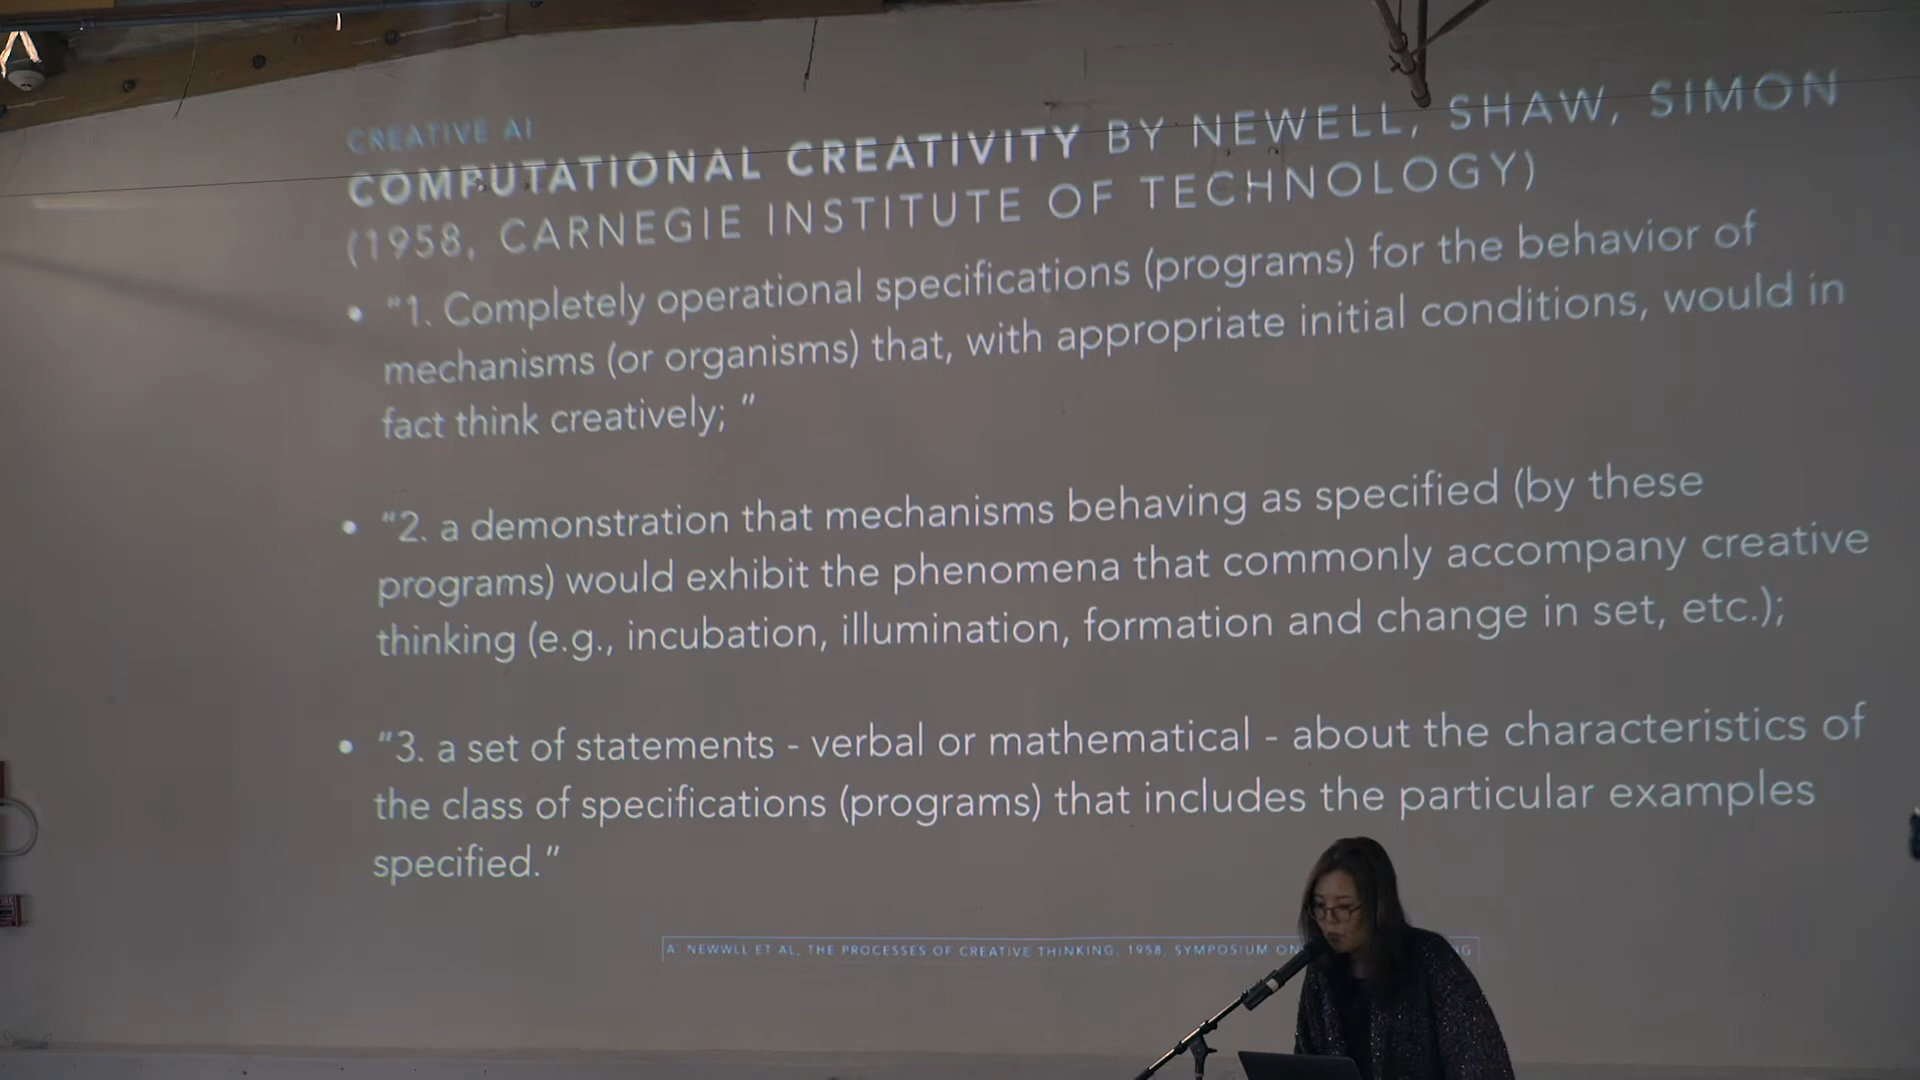 CREATIVE AI
COMPUTATIONAL CREATIVITY BY NEWELL, SHAW, SIMON
(1958, CARNEGIE INSTITUTE OF TECHNOLOGY)
• "1. Completely operational specifications (programs) for the behavior of
mechanisms (or organisms) that, with appropriate initial conditions, would in
fact think creatively; "
• "2. a demonstration that mechanisms behaving as specified (by these
programs) would exhibit the phenomena that commonly accompany creative
thinking (e.g., incubation, illumination, formation and change in set, etc.);
• "3. a set of statements - verbal or mathematical - about the characteristics of
the class of specifications (programs) that includes the particular examples
specified."
A. NEWWLL ET AL, THE PROCESSES OF CREATIVE THINKING. 1958, SYMPOSIUM ON